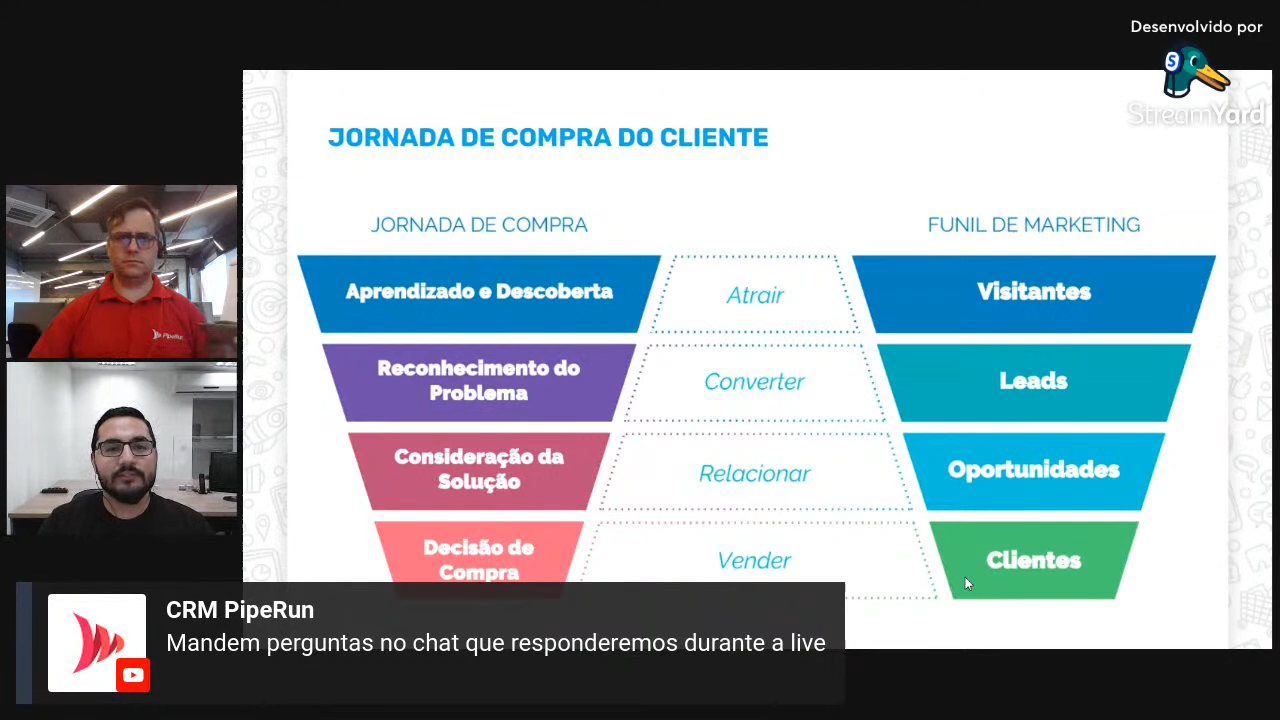 Desenvolvido por
StreamYard
JORNADA DE COMPRA DO CLIENTE
JORNADA DE COMPRA
FUNIL DE MARKETING
Aprendizado e Descoberta
Atrair
Visitantes
Reconhecimento do
Problema
Converter
Leads
Consideração da
Solução
Relacionar
Oportunidades
Decisão de
Compra
Vender
Clientes
PipeRun
CRM PipeRun
Mandem perguntas no chat que responderemos durante a live